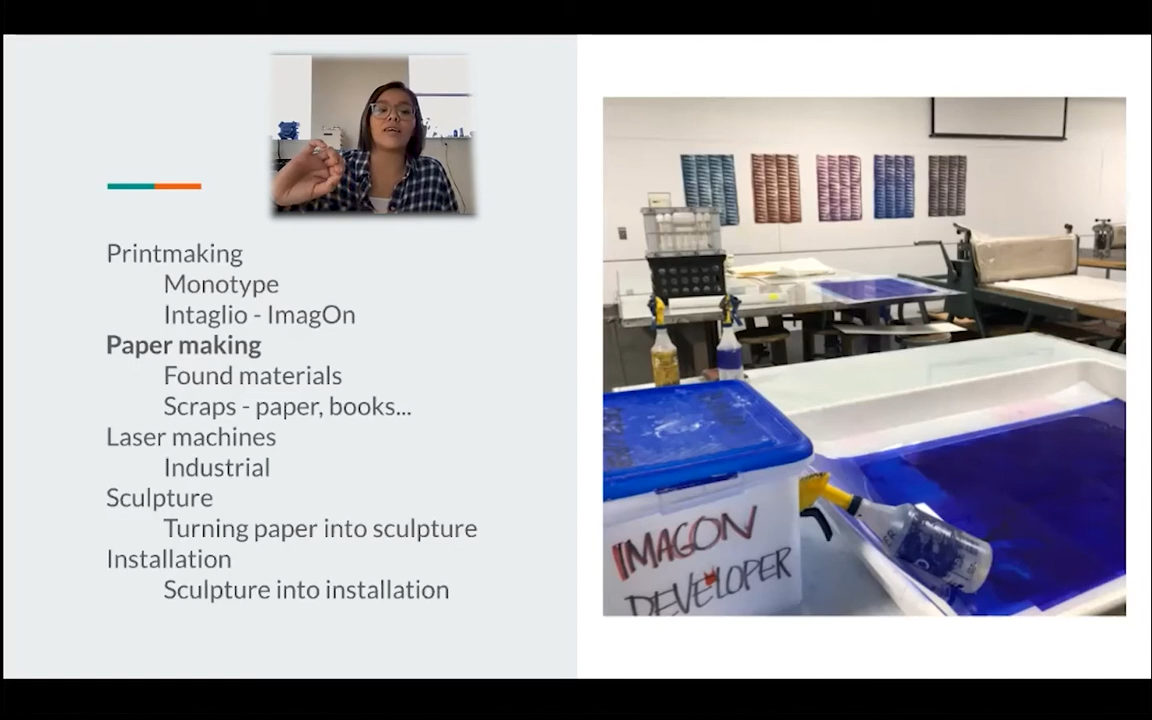 Printmaking
Monotype
Intaglio - ImagOn
Paper making
Found materials
Scraps - paper, books...
Laser machines
Industrial
Sculpture
Turning paper into sculpture
Installation
Sculpture into installation
IMAGON
DEVELOPER